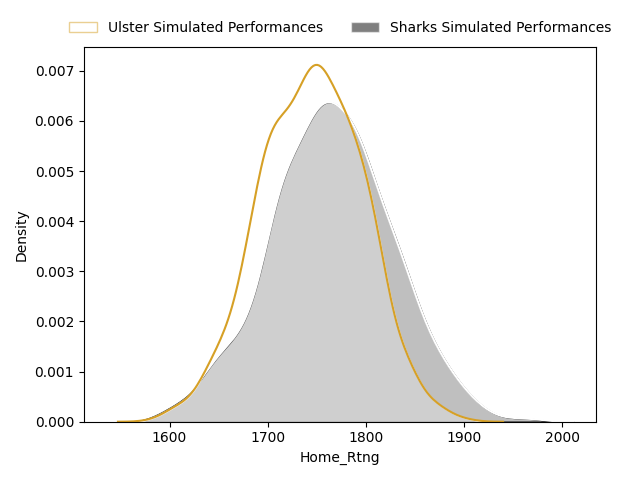 Ulster Simulated Performances Sharks Simulated Performances
0.007
0.006
0.005
0.004
0.003
0.002
0.001
0.000
Density
1600 1700 1800 1900 2000
Home_Rtng